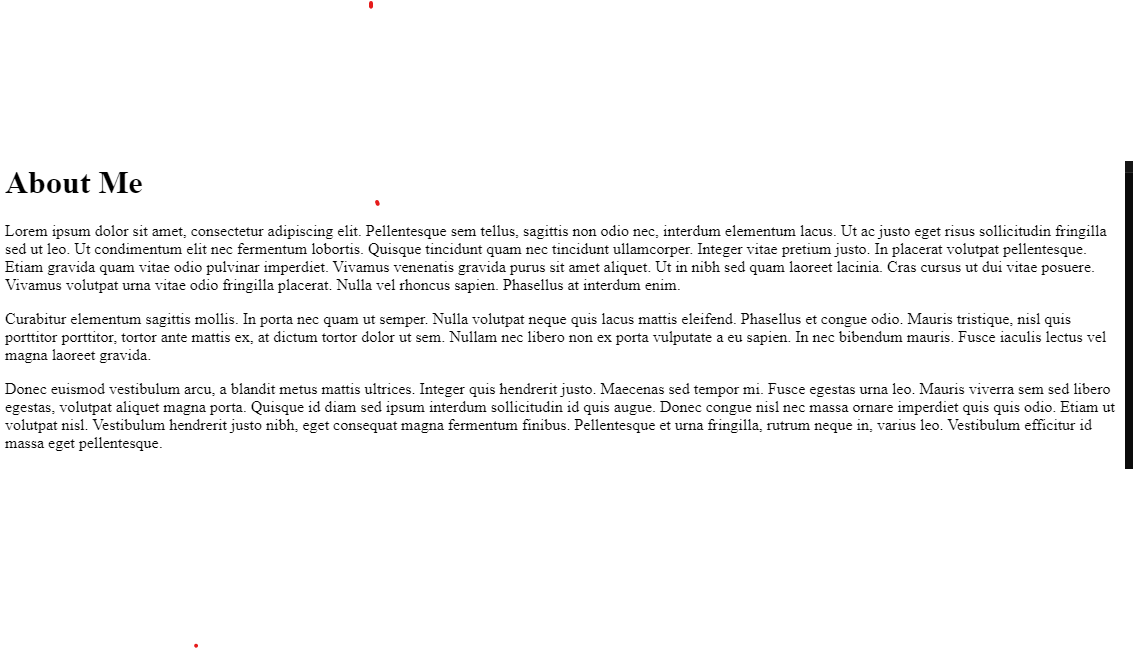 About Me
Lorem ipsum dolor sit amet, consectetur adipiscing elit. Pellentesque sem tellus, sagittis non odio nec, interdum elementum lacus. Ut ac justo eget risus sollicitudin fringilla
sed ut leo. Ut condimentum elit nec fermentum lobortis. Quisque tincidunt quam nec tincidunt ullamcorper. Integer vitae pretium justo. In placerat volutpat pellentesque.
Etiam gravida quam vitae odio pulvinar imperdiet. Vivamus venenatis gravida purus sit amet aliquet. Ut in nibh sed quam laoreet lacinia. Cras cursus ut dui vitae posuere.
Vivamus volutpat urna vitae odio fringilla placerat. Nulla vel rhoncus sapien. Phasellus at interdum enim.
Curabitur elementum sagittis mollis. In porta nec quam ut semper. Nulla volutpat neque quis lacus mattis eleifend. Phasellus et congue odio. Mauris tristique, nisl quis
porttitor porttitor, tortor ante mattis ex, at dictum tortor dolor ut sem. Nullam nec libero non ex porta vulputate a eu sapien. In nec bibendum mauris. Fusce iaculis lectus vel
magna laoreet gravida.
Donec euismod vestibulum arcu, a blandit metus mattis ultrices. Integer quis hendrerit justo. Maecenas sed tempor mi. Fusce egestas urna leo. Mauris viverra sem sed libero
egestas, volutpat aliquet magna porta. Quisque id diam sed ipsum interdum sollicitudin id quis augue. Donec congue nisl nec massa ornare imperdiet quis quis odio. Etiam ut
volutpat nisl. Vestibulum hendrerit justo nibh, eget consequat magna fermentum finibus. Pellentesque et urna fringilla, rutrum neque in, varius leo. Vestibulum efficitur id
massa eget pellentesque.